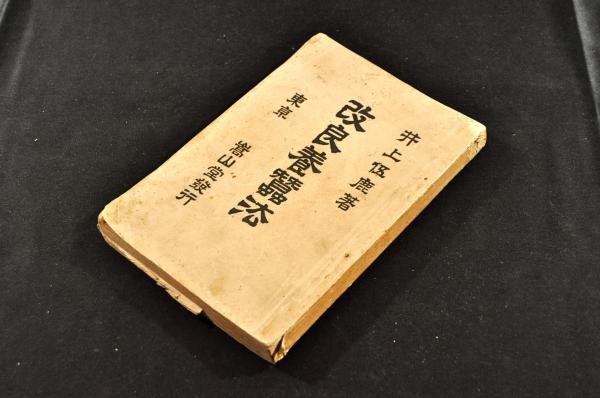 井上伍鹿著
改良養蠶法
東京 嵩山堂發行